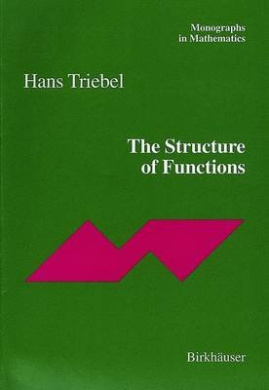 Monographs
in Mathematics
Hans Triebel
The Structure
of Functions
Birkhäuser